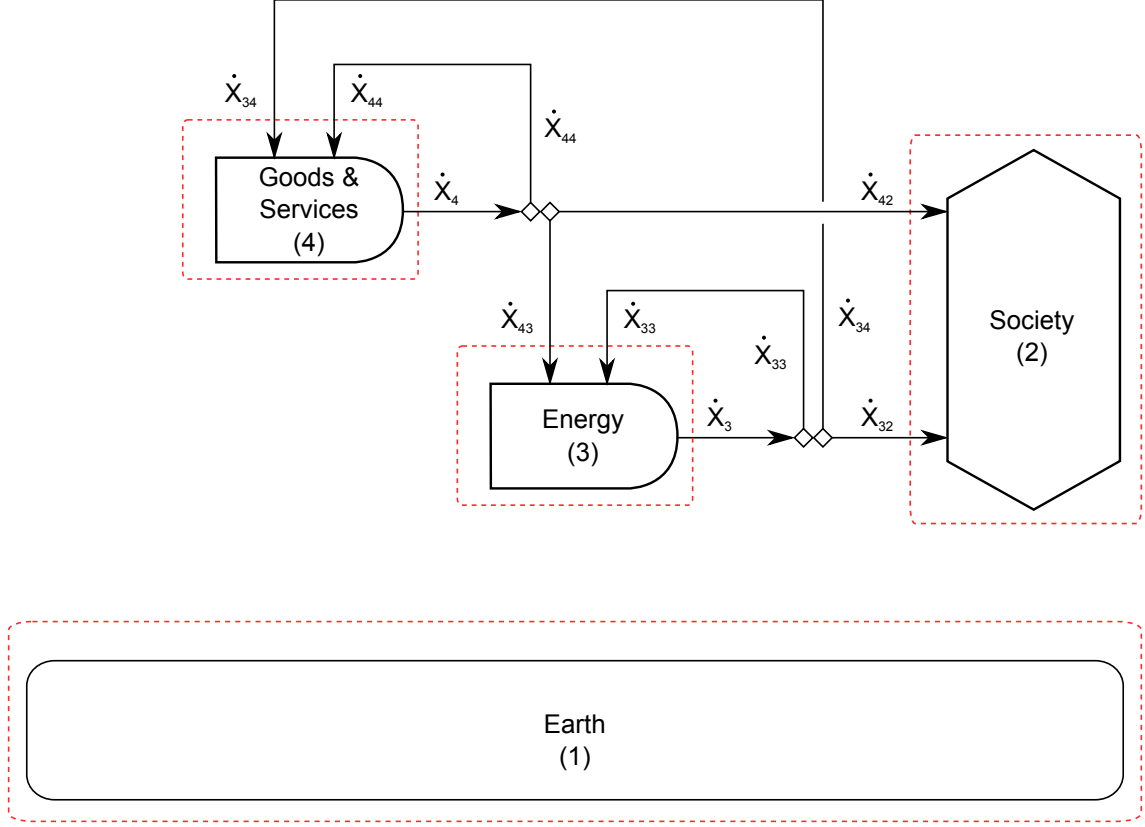 Ẋ₃₄
Ẋ₄₄
Ẋ₄₄
Goods &
Services
(4)
Ẋ₄
Ẋ₄₂
Ẋ₄₃
Ẋ₃₃
Ẋ₃₃
Ẋ₃₄
Society
(2)
Energy
(3)
Ẋ₃
Ẋ₃₂
Earth
(1)